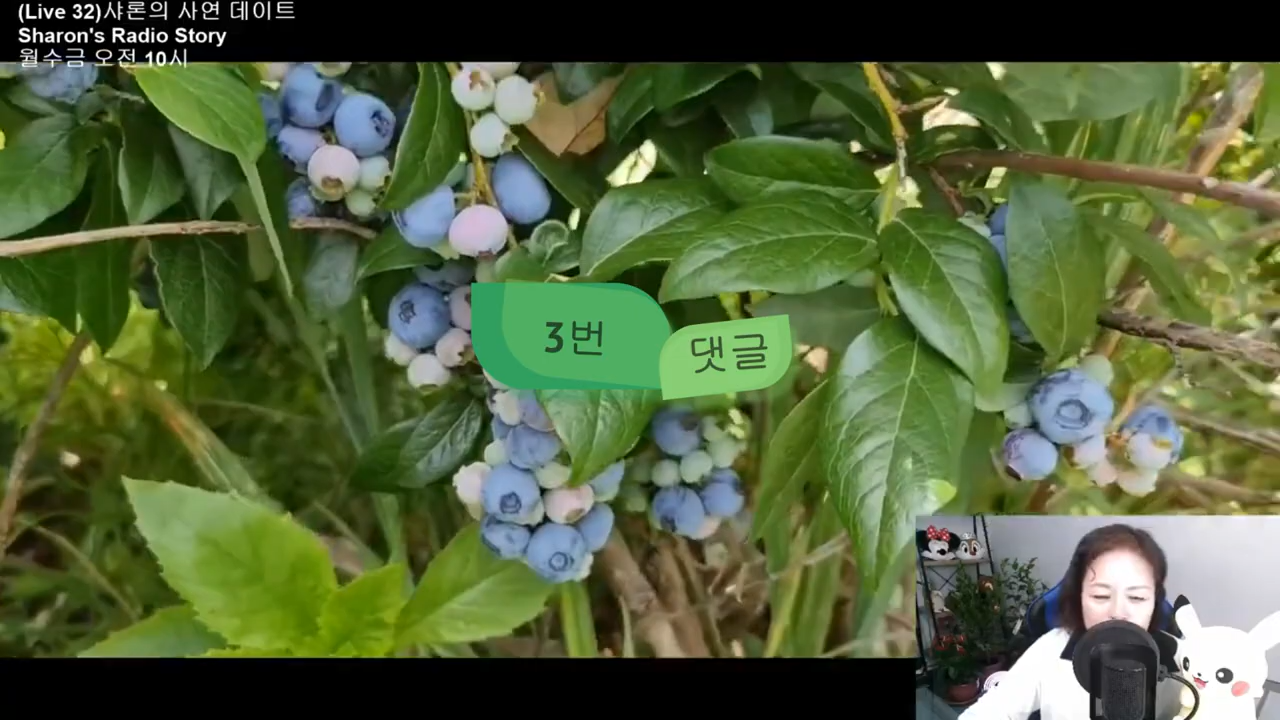 (Live 32)샤론의 사연 데이트
Sharon's Radio Story
월수금 오전 10시
3번
댓글